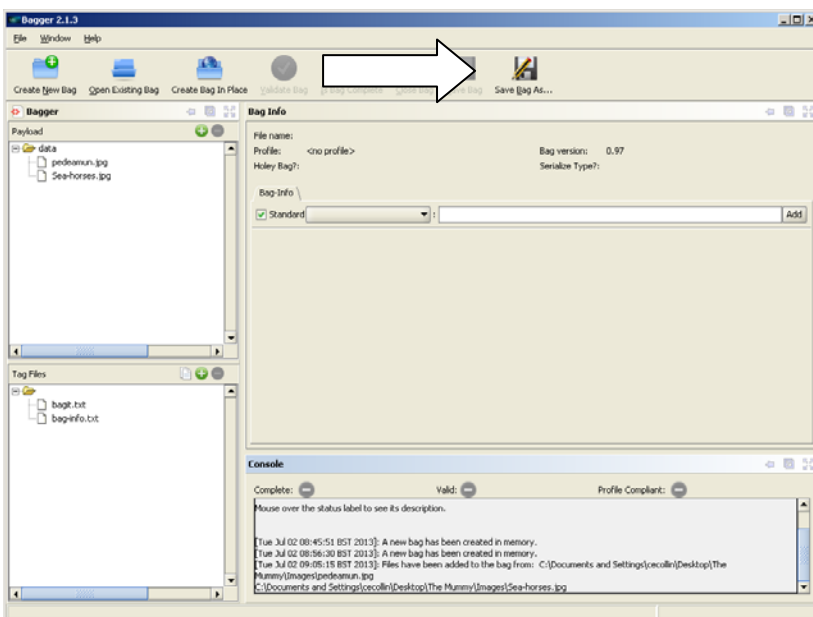 Bagger 2.1.3
File Window Help
Create New Bag Open Existing Bag Create Bag In Place Validate Bag Is Bag Complete Close Bag Save Bag Save Bag As...
Bagger
Payload
data
pedeamun.jpg
Sea-horses.jpg
Tag Files
bagit.txt
bag-info.txt
Bag Info
File name:
Profile: <no profile> Bag version: 0.97
Holey Bag?: Serialize Type?:
Bag-Info
Standard : Add
Console
Complete: Valid: Profile Compliant:
Mouse over the status label to see its description.
[Tue Jul 02 08:45:51 BST 2013]: A new bag has been created in memory.
[Tue Jul 02 08:56:30 BST 2013]: A new bag has been created in memory.
[Tue Jul 02 09:05:15 BST 2013]: Files have been added to the bag from: C:\Documents and Settings\cecollin\Desktop\The
Mummy\Images\pedeamun.jpg
C:\Documents and Settings\cecollin\Desktop\The Mummy\Images\Sea-horses.jpg